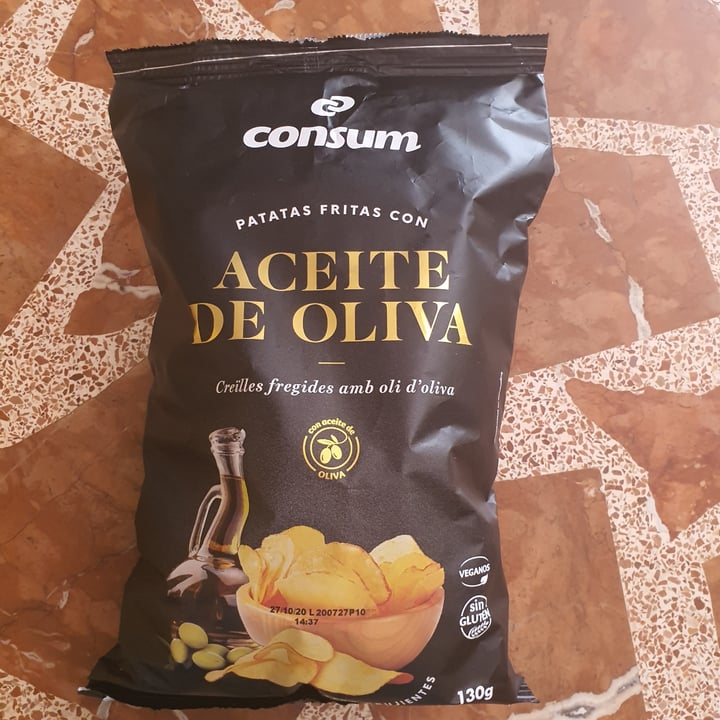 consum
PATATAS FRITAS CON
ACEITE
DE OLIVA
Creïlles fregides amb oli d'oliva
con aceite de
OLIVA
VEGANOS
sin
GLUTEN
27/10/20 L200727P10
14:37
130g